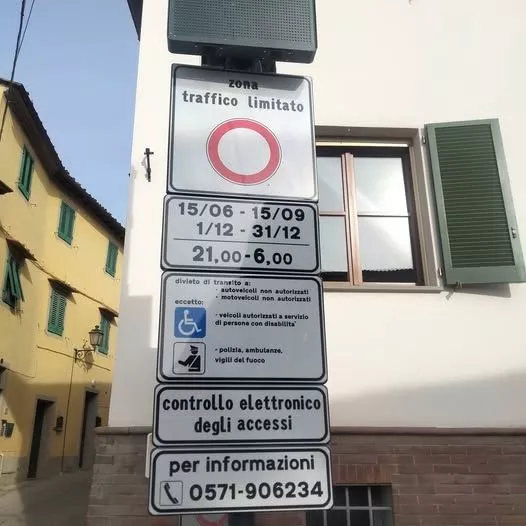 zona
traffico limitato
15/06 - 15/09
1/12 - 31/12
21,00-6,00
divieto di transito a:
- autoveicoli non autorizzati
- motoveicoli non autorizzati
eccetto:
- veicoli autorizzati a servizio
di persone con disabilita'
- polizia, ambulanze,
vigili del fuoco
controllo elettronico
degli accessi
per informazioni
0571-906234